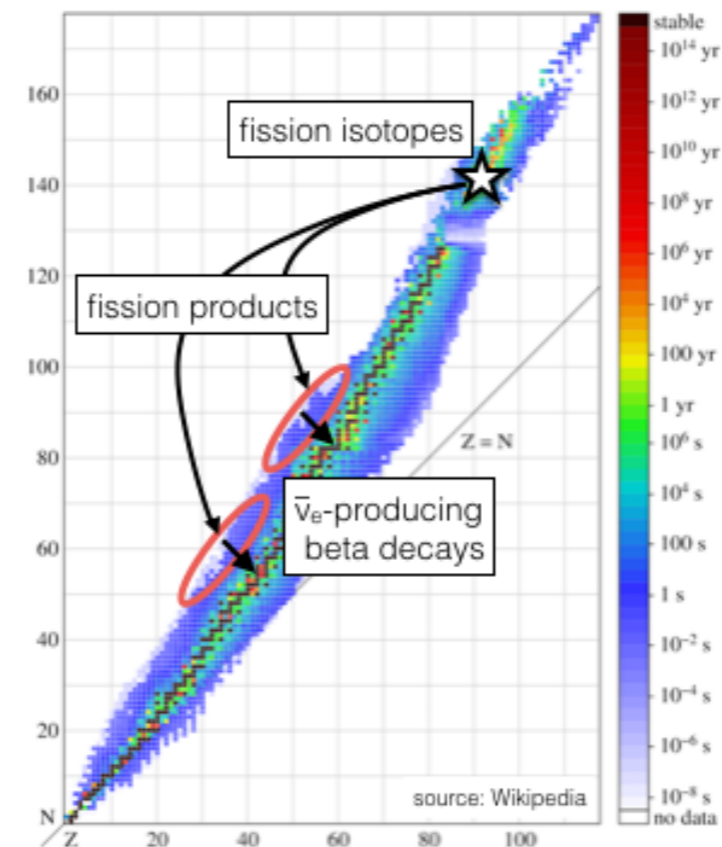 stable
10¹⁴ yr
10¹² yr
10¹⁰ yr
10⁸ yr
10⁶ yr
10⁴ yr
100 yr
1 yr
10⁶ s
10⁴ s
100 s
1 s
10⁻² s
10⁻⁴ s
10⁻⁶ s
10⁻⁸ s
no data
160
140
120
100
80
60
40
20
N
Z
20
40
60
80
100
fission isotopes
fission products
Z = N
ν̅ₑ-producing
beta decays
source: Wikipedia